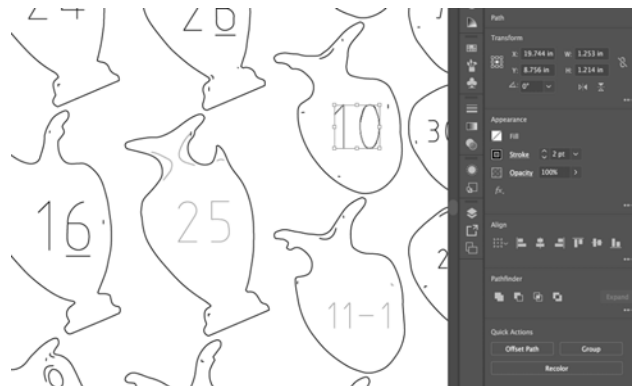 24
26
10
30
16
25
11-1
2
Path
Transform
X: 19.744 in W: 1.253 in
Y: 8.756 in H: 1.214 in
0°
Appearance
Fill
Stroke 2 pt
Opacity 100%
fx.
Align
Pathfinder
Expand
Quick Actions
Offset Path Group
Recolor